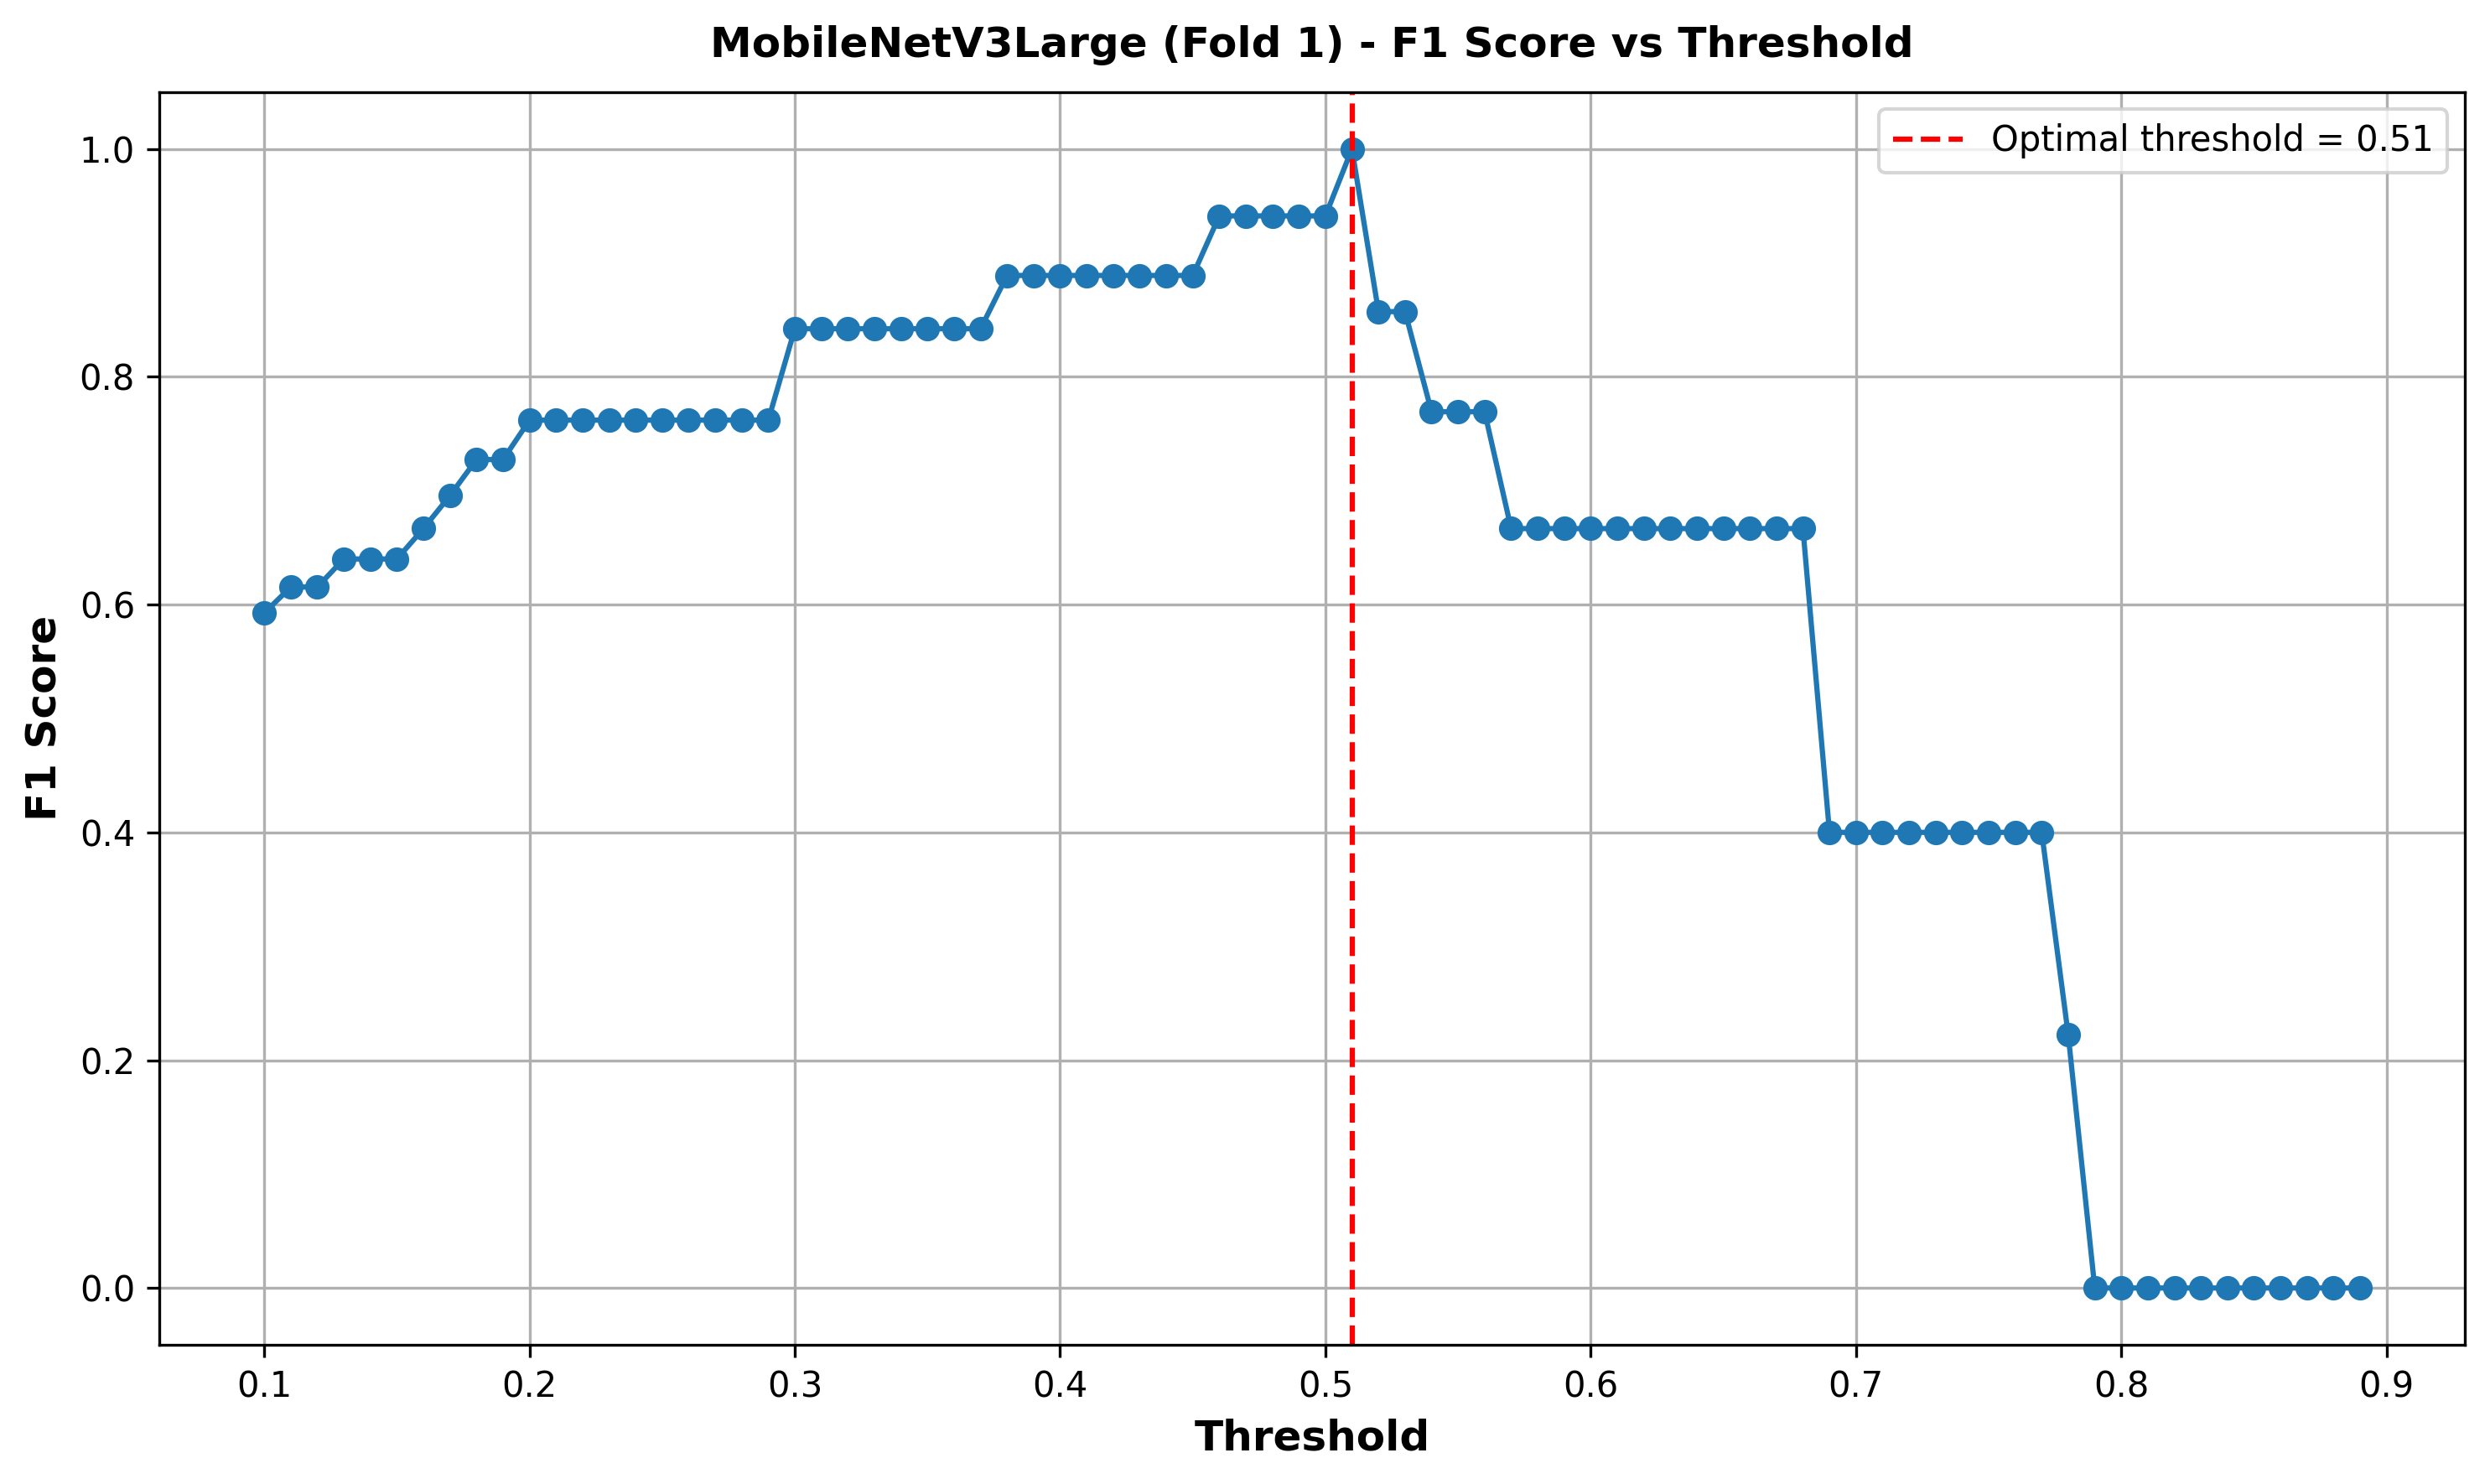 MobileNetV3Large (Fold 1) - F1 Score vs Threshold
Optimal threshold = 0.51
F1 Score
1.0
0.8
0.6
0.4
0.2
0.0
0.1 0.2 0.3 0.4 0.5 0.6 0.7 0.8 0.9
Threshold